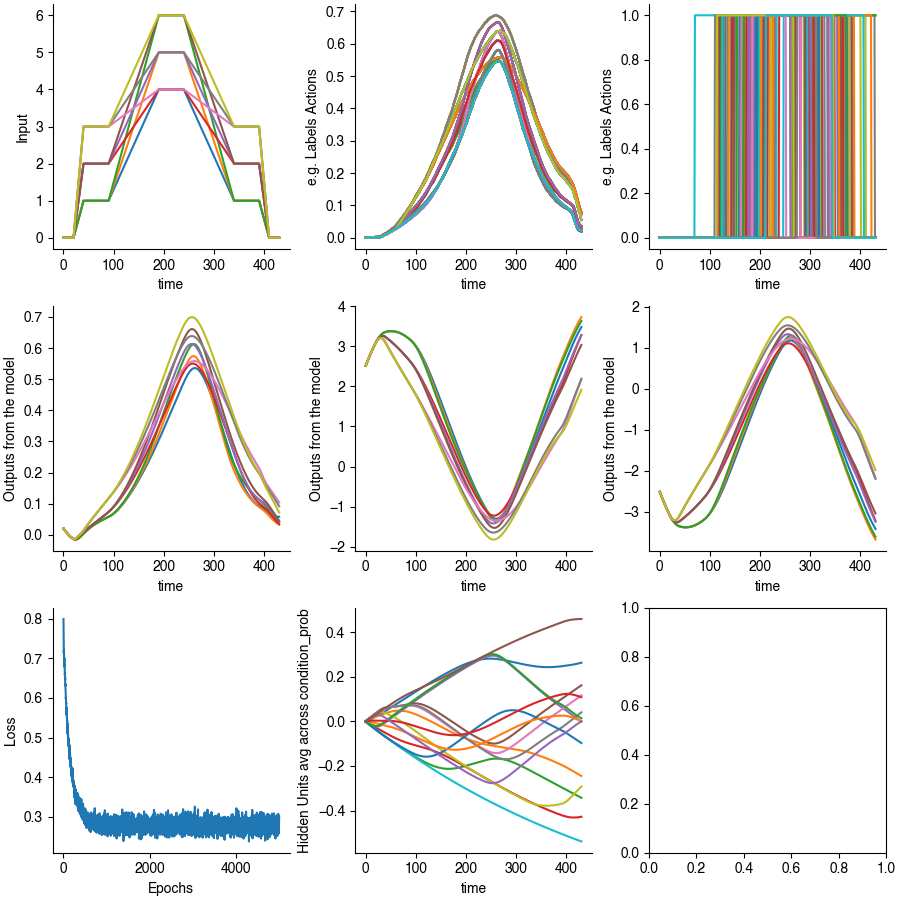 6
5
4
3
2
1
0
Input
0 100 200 300 400
time
0.7
0.6
0.5
0.4
0.3
0.2
0.1
0.0
e.g. Labels Actions
0 100 200 300 400
time
1.0
0.8
0.6
0.4
0.2
0.0
e.g. Labels Actions
0 100 200 300 400
time
0.7
0.6
0.5
0.4
0.3
0.2
0.1
0.0
Outputs from the model
0 100 200 300 400
time
4
3
2
1
0
−1
−2
Outputs from the model
0 100 200 300 400
time
2
1
0
−1
−2
−3
Outputs from the model
0 100 200 300 400
time
0.8
0.7
0.6
0.5
0.4
0.3
Loss
0 2000 4000
Epochs
0.4
0.2
0.0
−0.2
−0.4
Hidden Units avg across condition_prob
0 100 200 300 400
time
1.0
0.8
0.6
0.4
0.2
0.0
0.0 0.2 0.4 0.6 0.8 1.0